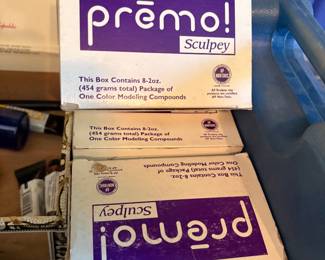 prēmo!
Sculpey
This Box Contains 8-2oz.
(454 grams total) Package of
One Color Modeling Compounds
This Box Contains 8-2oz.
(454 grams total) Package of
One Color Modeling Compounds
This Box Contains 8-2oz.
(454 grams total) Package of
One Color Modeling Compounds
Sculpey
prēmo!